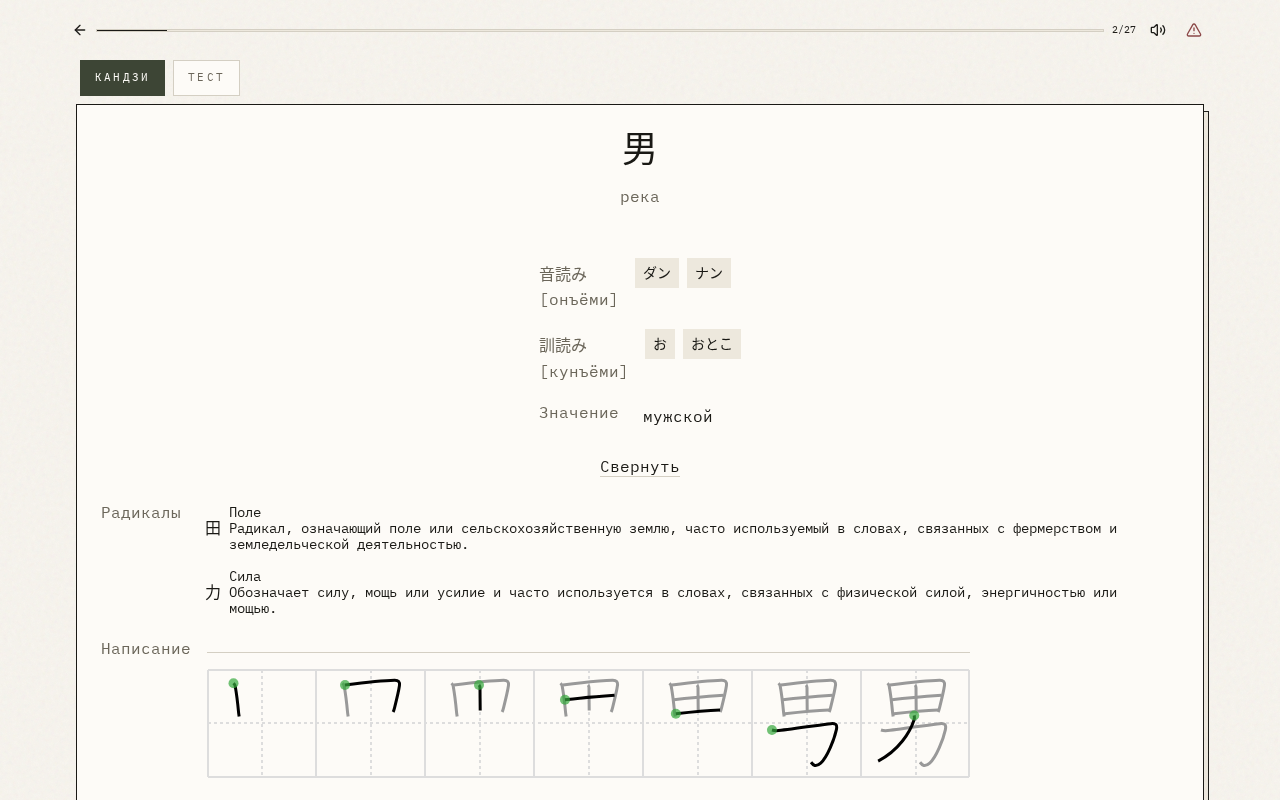 2/27
КАНДЗИ
ТЕСТ
男
река
音読み ダン ナン
[онъёми]
訓読み お おとこ
[кунъёми]
Значение мужской
Свернуть
Радикалы
田 Поле
Радикал, означающий поле или сельскохозяйственную землю, часто используемый в словах, связанных с фермерством и
земледельческой деятельностью.
力 Сила
Обозначает силу, мощь или усилие и часто используется в словах, связанных с физической силой, энергичностью или
мощью.
Написание